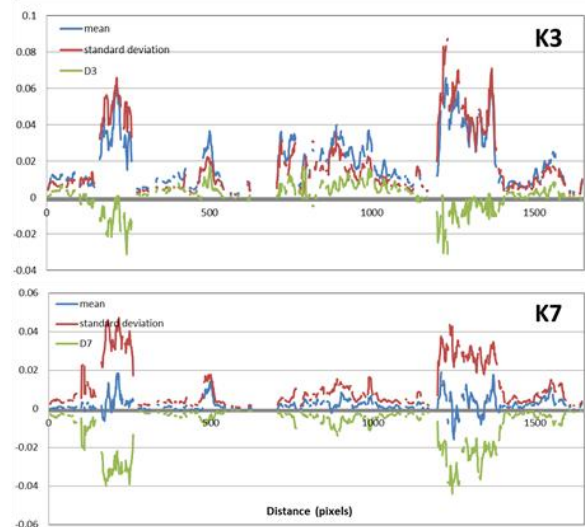 0.1
K3
mean
0.08
standard deviation
D3
0.06
0.04
0.02
0
0 500 1000 1500
-0.02
-0.04
0.06
K7
mean
0.04
standard deviation
D7
0.02
0
0 500 1000 1500
-0.02
-0.04
Distance (pixels)
-0.06